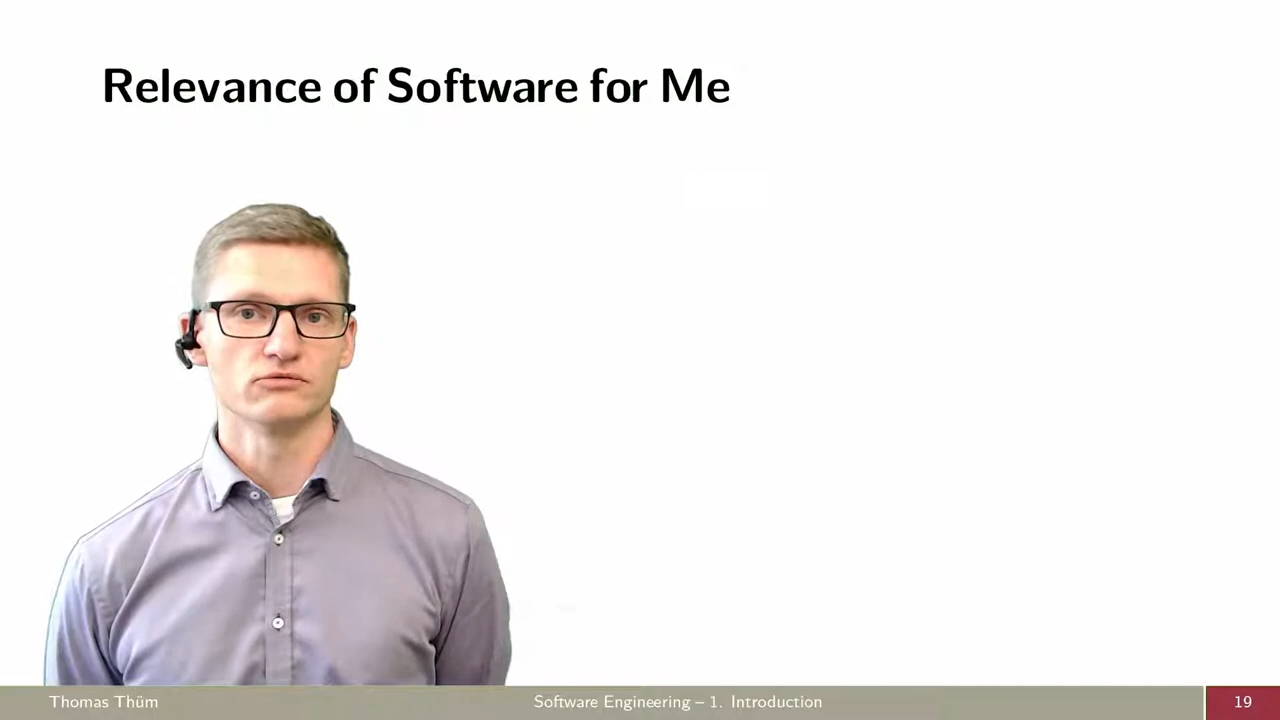 Relevance of Software for Me
Thomas Thüm
Software Engineering – 1. Introduction
19